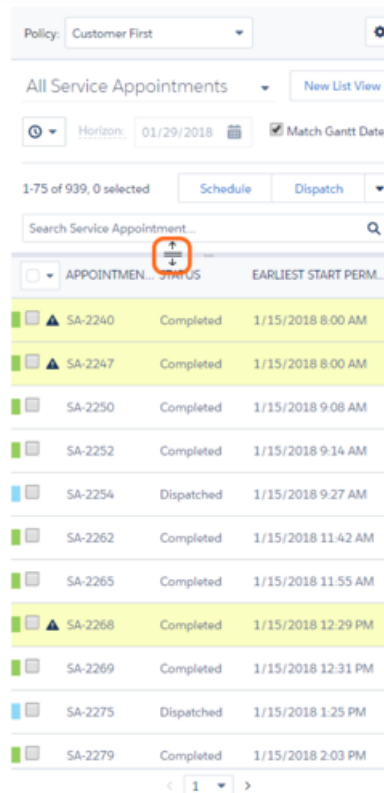 Policy: Customer First
All Service Appointments New List View
Horizon: 01/29/2018 Match Gantt Date
1-75 of 939, 0 selected Schedule Dispatch
Search Service Appointment...
APPOINTMEN... STATUS EARLIEST START PERM...
SA-2240 Completed 1/15/2018 8:00 AM
SA-2247 Completed 1/15/2018 8:00 AM
SA-2250 Completed 1/15/2018 9:08 AM
SA-2252 Completed 1/15/2018 9:14 AM
SA-2254 Dispatched 1/15/2018 9:27 AM
SA-2262 Completed 1/15/2018 11:42 AM
SA-2265 Completed 1/15/2018 11:55 AM
SA-2268 Completed 1/15/2018 12:29 PM
SA-2269 Completed 1/15/2018 12:31 PM
SA-2275 Dispatched 1/15/2018 1:25 PM
SA-2279 Completed 1/15/2018 2:03 PM
1